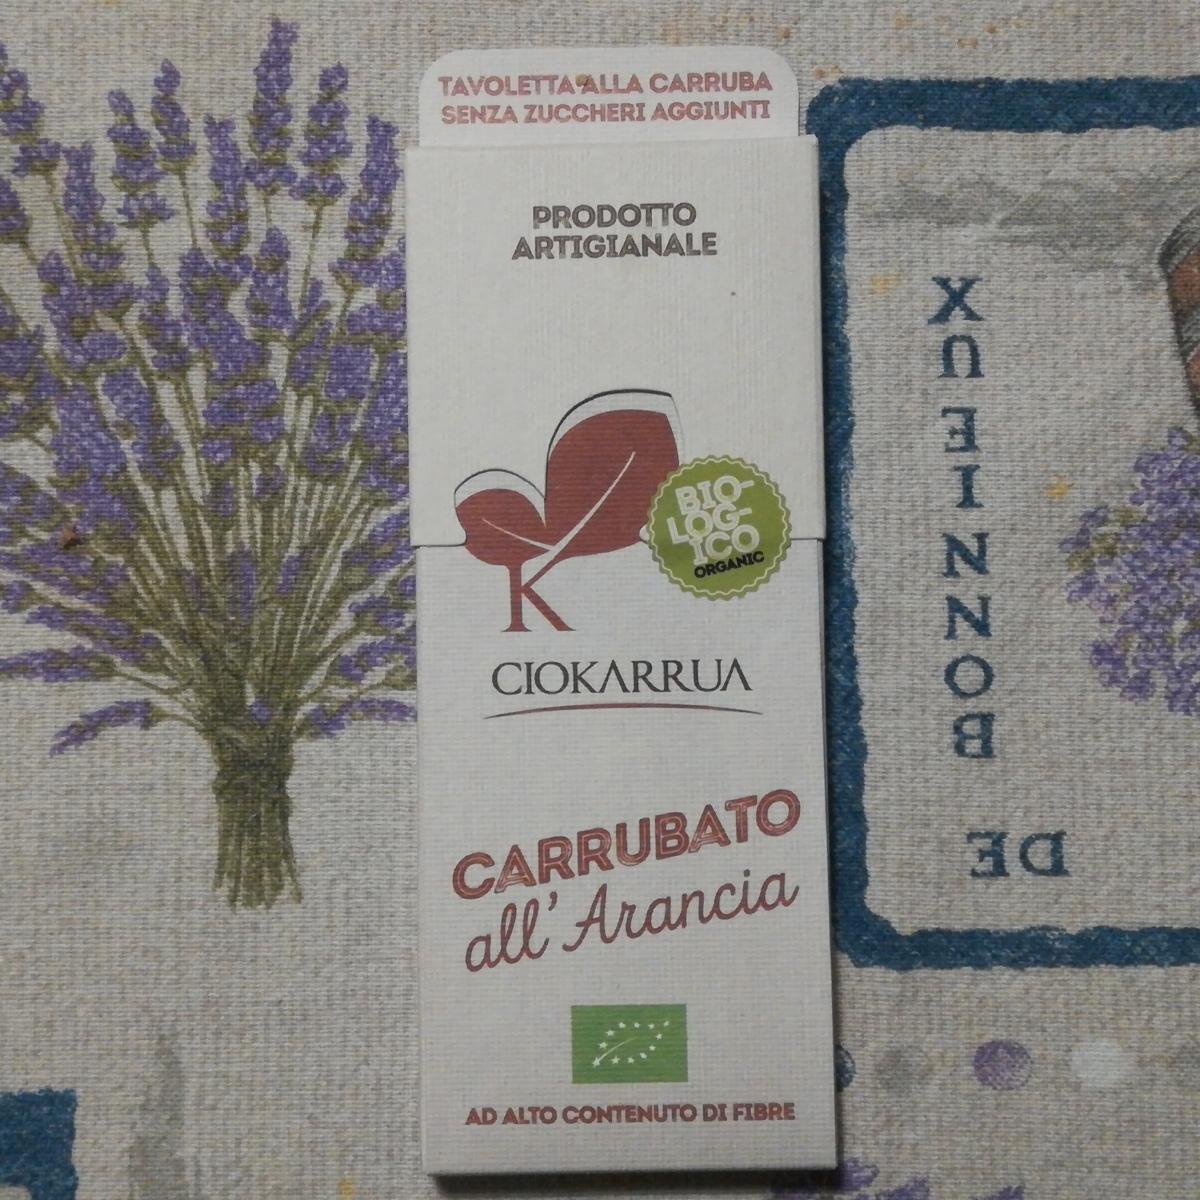 TAVOLETTA ALLA CARRUBA
SENZA ZUCCHERI AGGIUNTI
PRODOTTO
ARTIGIANALE
BIO-
LOG-
ICO
ORGANIC
K
CIOKARRUA
CARRUBATO
all'Arancia
AD ALTO CONTENUTO DI FIBRE
DE
BONNIEUX